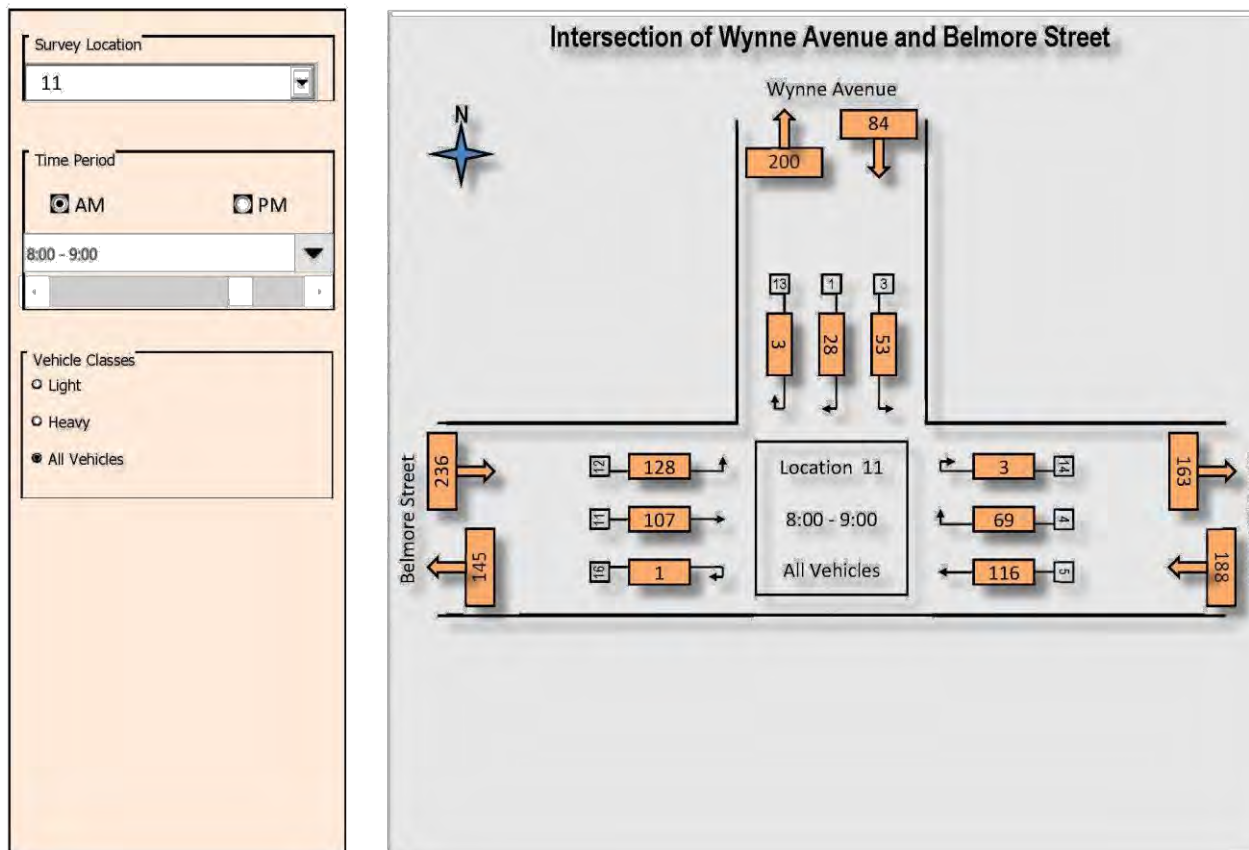 Survey Location
11
Time Period
AM
PM
8:00 - 9:00
Vehicle Classes
Light
Heavy
All Vehicles
Intersection of Wynne Avenue and Belmore Street
Wynne Avenue
N
200
84
13
1
3
3
28
53
Belmore Street
236
145
12
128
11
107
16
1
Location 11
8:00 - 9:00
All Vehicles
3
14
69
4
116
5
163
188